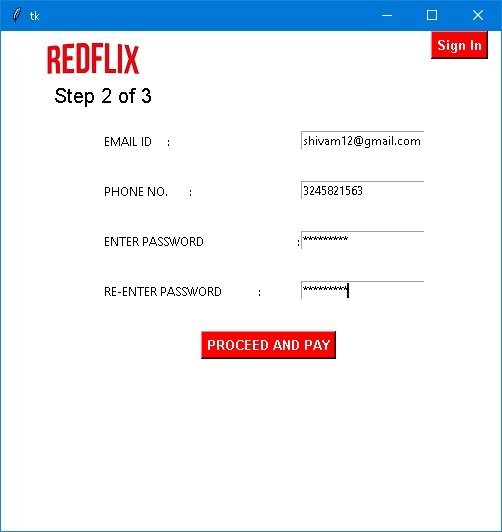 tk
Sign In
REDFLIX
Step 2 of 3
EMAIL ID : shivam12@gmail.com
PHONE NO. : 3245821563
ENTER PASSWORD : *********
RE-ENTER PASSWORD : *********
PROCEED AND PAY